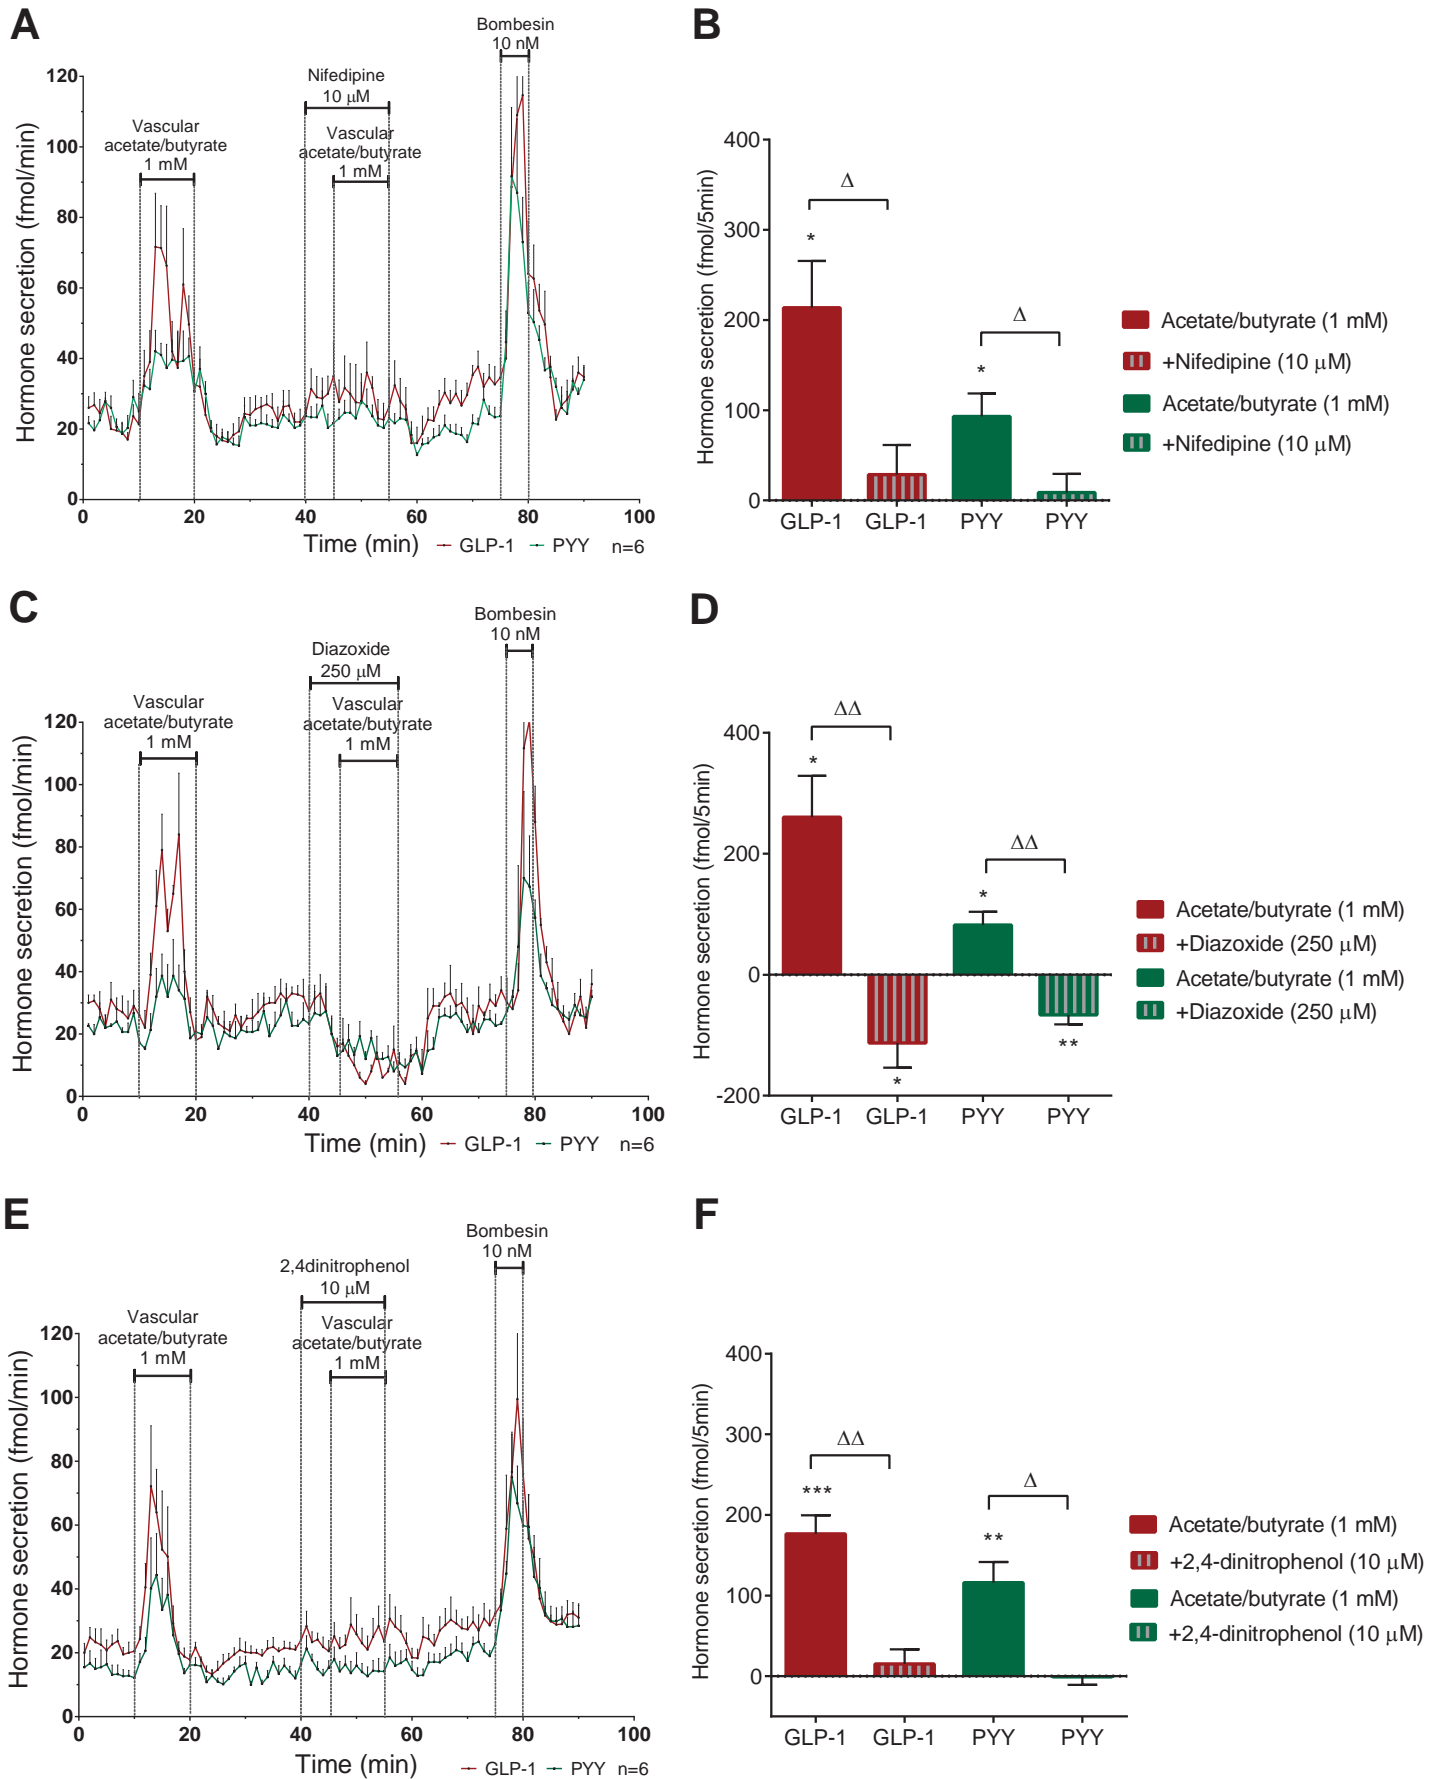 A
Bombesin
10 nM
Nifedipine
10 μM
Vascular
acetate/butyrate
1 mM
Vascular
acetate/butyrate
1 mM
Hormone secretion (fmol/min)
120
100
80
60
40
20
0
0 20 40 60 80 100
Time (min)
GLP-1 PYY n=6
B
Hormone secretion (fmol/5min)
400
300
200
100
0
Δ
*
Δ
*
GLP-1 GLP-1 PYY PYY
Acetate/butyrate (1 mM)
+Nifedipine (10 μM)
Acetate/butyrate (1 mM)
+Nifedipine (10 μM)
C
Bombesin
10 nM
Diazoxide
250 μM
Vascular
acetate/butyrate
1 mM
Vascular
acetate/butyrate
1 mM
Hormone secretion (fmol/min)
120
100
80
60
40
20
0
0 20 40 60 80 100
Time (min)
GLP-1 PYY n=6
D
Hormone secretion (fmol/5min)
400
200
0
-200
ΔΔ
*
*
ΔΔ
*
**
GLP-1 GLP-1 PYY PYY
Acetate/butyrate (1 mM)
+Diazoxide (250 μM)
Acetate/butyrate (1 mM)
+Diazoxide (250 μM)
E
Bombesin
10 nM
2,4dinitrophenol
10 μM
Vascular
acetate/butyrate
1 mM
Vascular
acetate/butyrate
1 mM
Hormone secretion (fmol/min)
120
100
80
60
40
20
0
0 20 40 60 80 100
Time (min)
GLP-1 PYY n=6
F
Hormone secretion (fmol/5min)
400
300
200
100
0
ΔΔ
***
Δ
**
GLP-1 GLP-1 PYY PYY
Acetate/butyrate (1 mM)
+2,4-dinitrophenol (10 μM)
Acetate/butyrate (1 mM)
+2,4-dinitrophenol (10 μM)